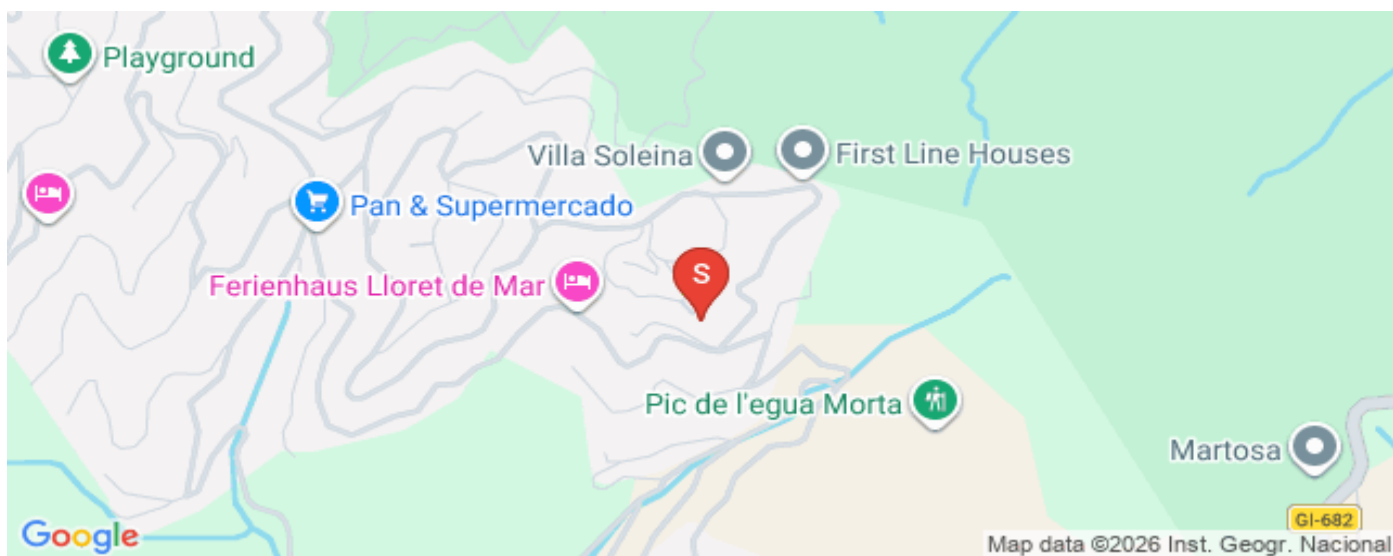 Playground
Villa Soleina
First Line Houses
Pan & Supermercado
S
Ferienhaus Lloret de Mar
Pic de l'egua Morta
Martosa
GI-682
Google
Map data ©2026 Inst. Geogr. Nacional